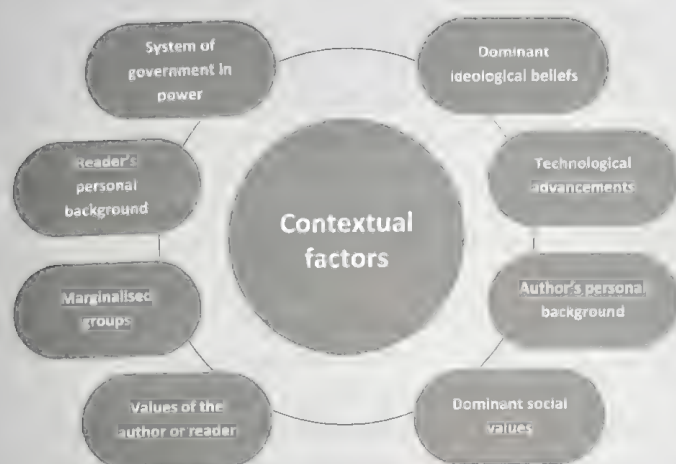 System of
government in
power
Dominant
ideological beliefs
Reader's
personal
background
Technological
advancements
Contextual
factors
Marginalised
groups
Author's personal
background
Values of the
author or reader
Dominant social
values